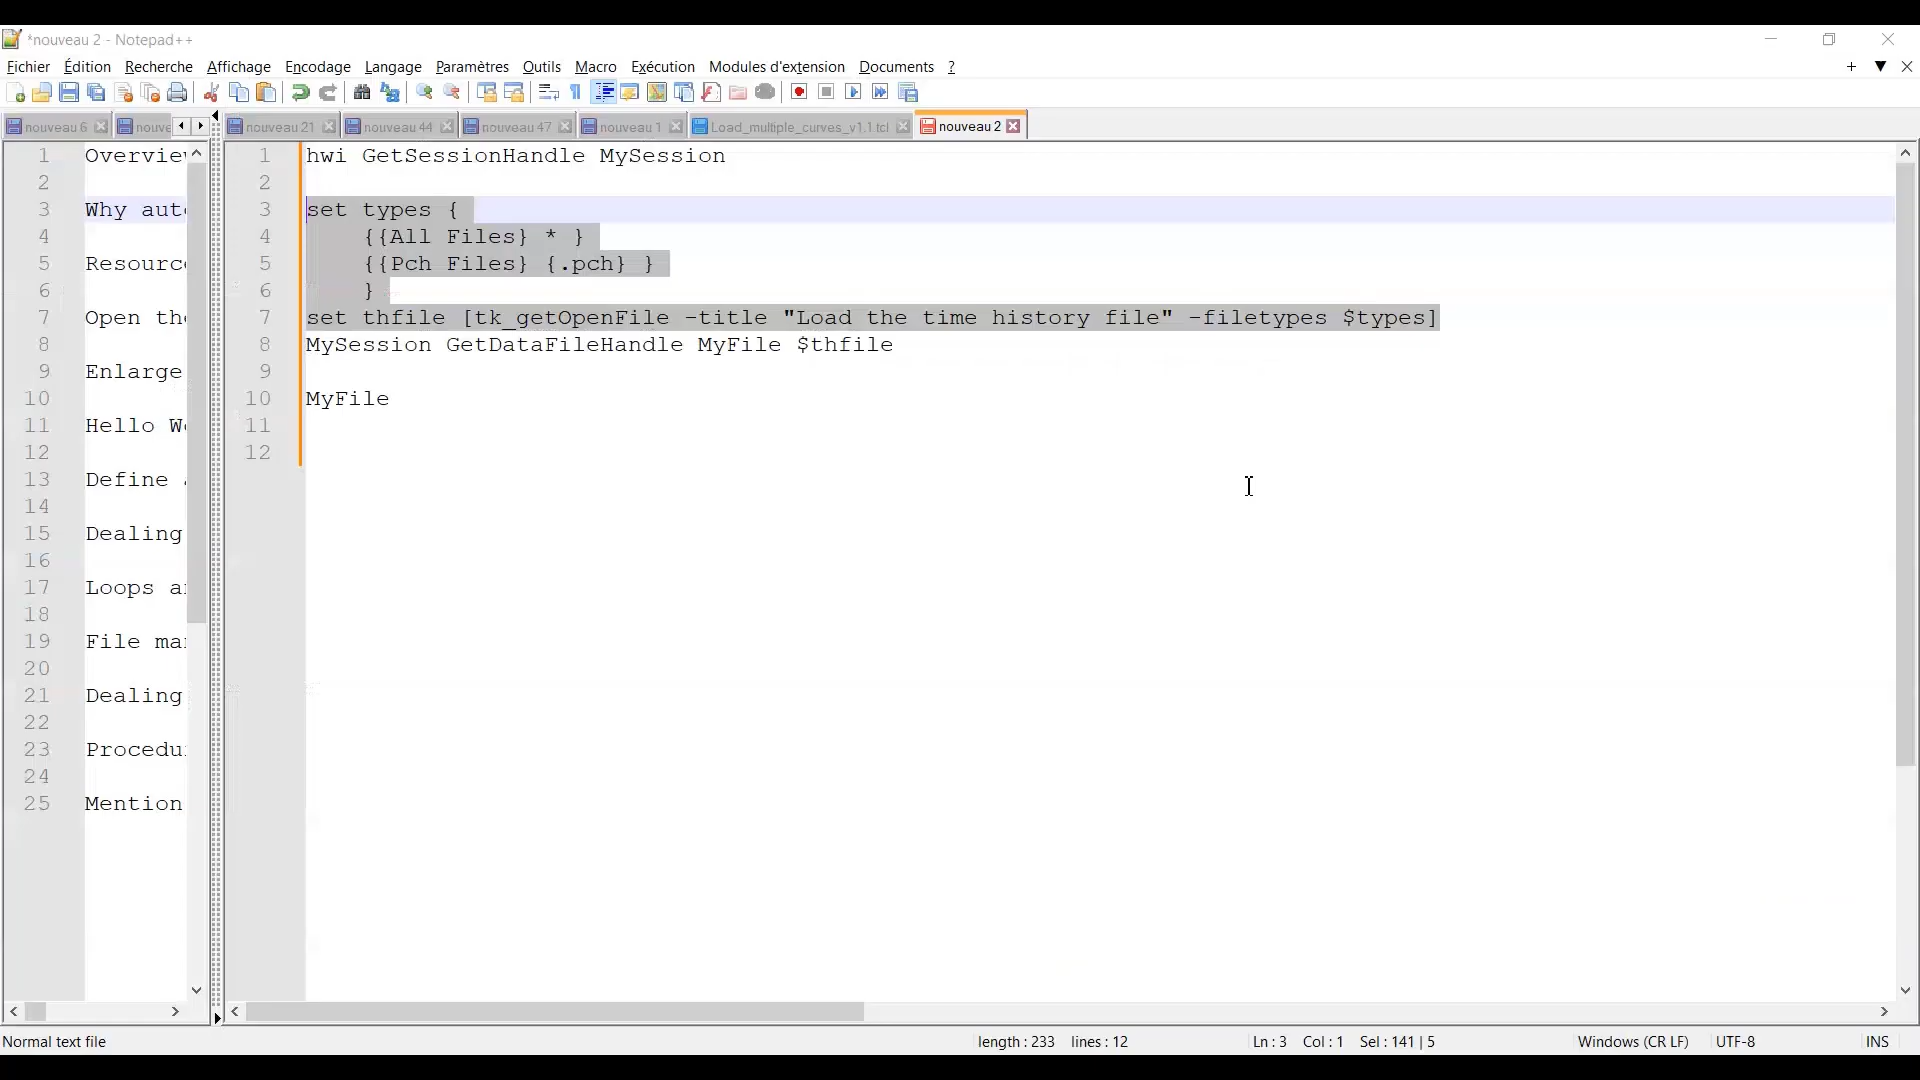 *nouveau 2 - Notepad++
Fichier Édition Recherche Affichage Encodage Langage Paramètres Outils Macro Exécution Modules d'extension Documents ?
nouveau 6
nouve
nouveau 21
nouveau 44
nouveau 47
nouveau 1
Load_multiple_curves_v1.1.tcl
nouveau 2
1 Overvie
2
3 Why aut
4
5 Resourc
6
7 Open th
8
9 Enlarge
10
11 Hello W
12
13 Define
14
15 Dealing
16
17 Loops a
18
19 File ma
20
21 Dealing
22
23 Procedu
24
25 Mention
1 hwi GetSessionHandle MySession
2
3 set types {
4 {{All Files} * }
5 {{Pch Files} {.pch} }
6 }
7 set thfile [tk_getOpenFile -title "Load the time history file" -filetypes $types]
8 MySession GetDataFileHandle MyFile $thfile
9
10 MyFile
11
12
Normal text file
length : 233 lines : 12
Ln : 3 Col : 1 Sel : 141 | 5
Windows (CR LF)
UTF-8
INS